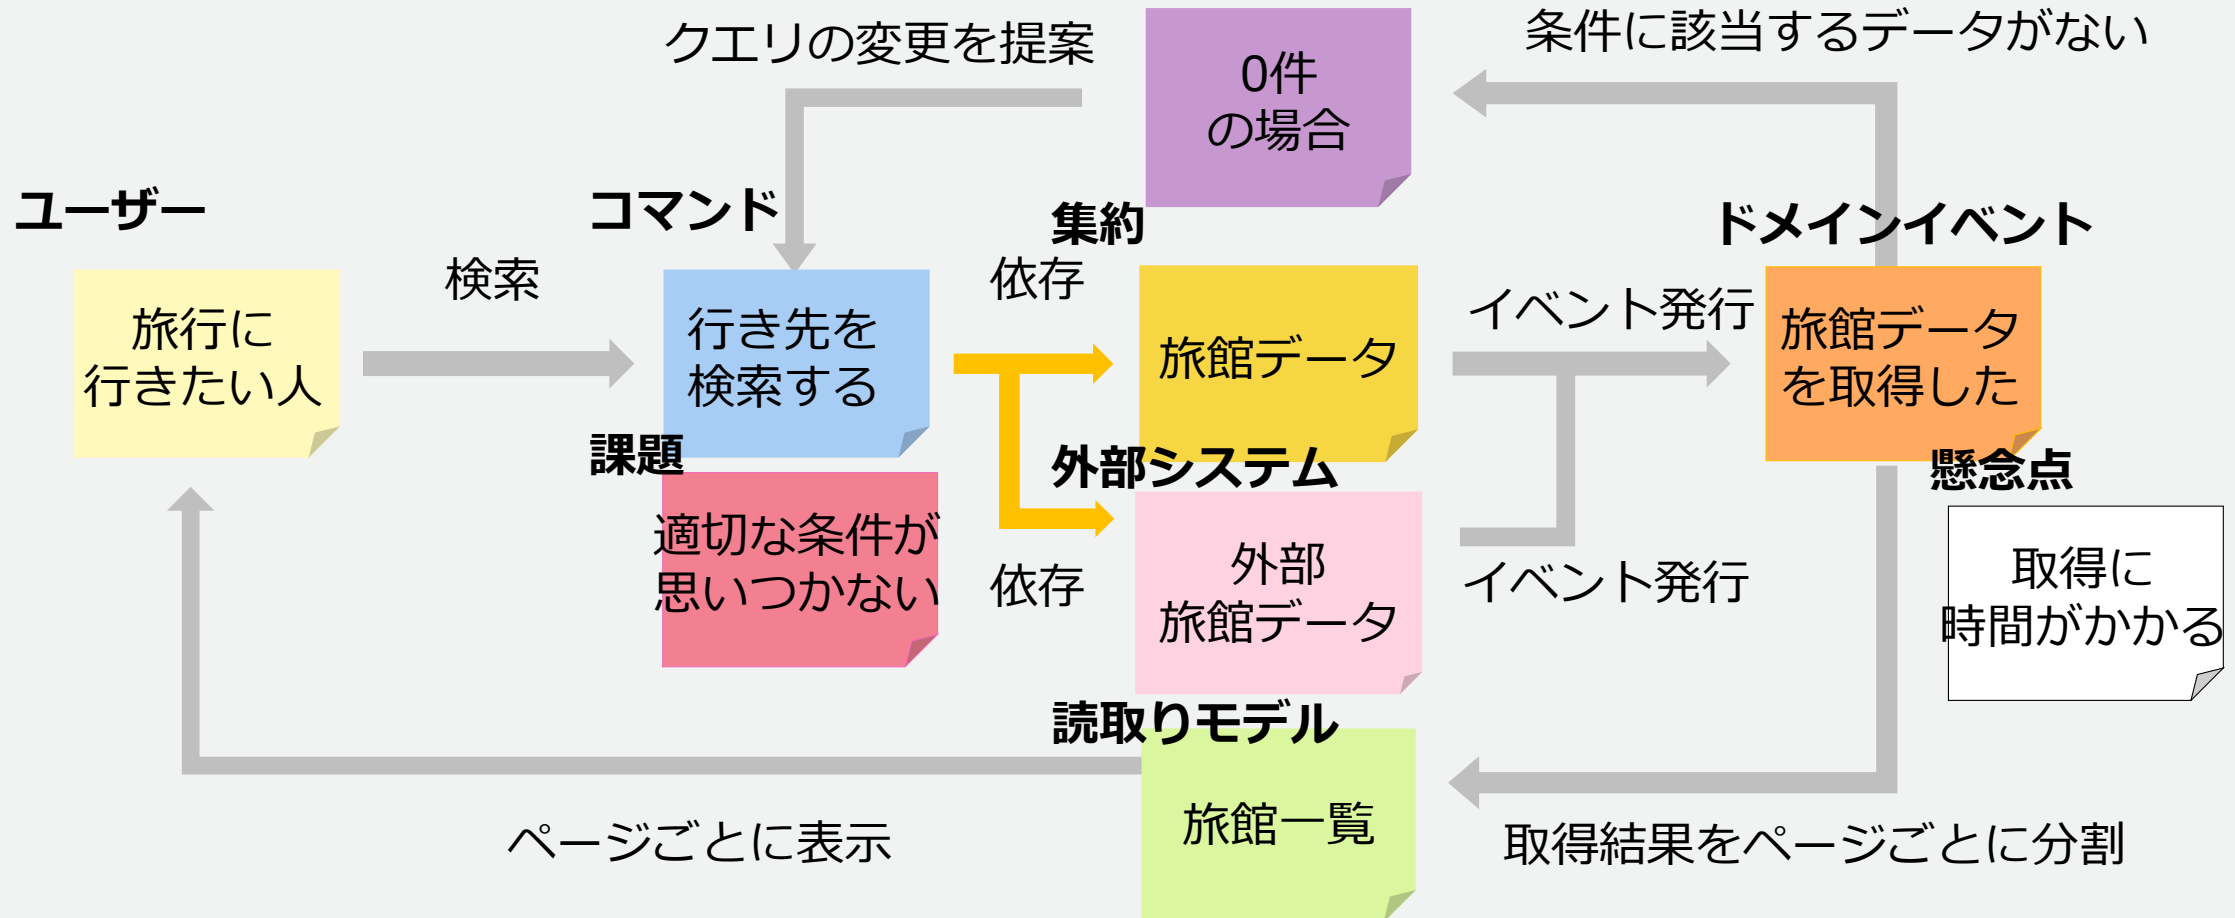 クエリの変更を提案
0件
の場合
条件に該当するデータがない
ユーザー
コマンド
集約
ドメインイベント
旅行に
行きたい人
検索
行き先を
検索する
依存
旅館データ
イベント発行
旅館データ
を取得した
課題
適切な条件が
思いつかない
外部システム
依存
外部
旅館データ
イベント発行
懸念点
取得に
時間がかかる
読取りモデル
旅館一覧
ページごとに表示
取得結果をページごとに分割